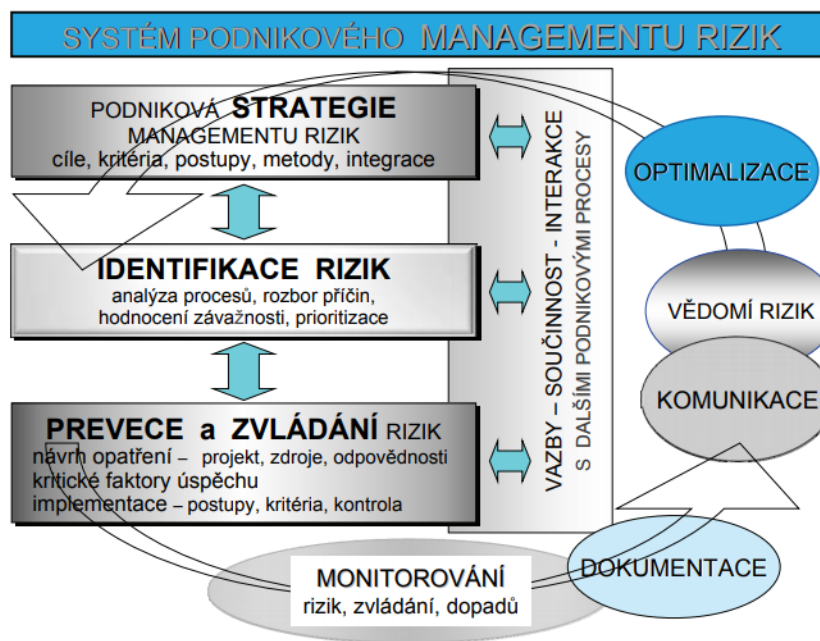 SYSTÉM PODNIKOVÉHO MANAGEMENTU RIZIK
PODNIKOVÁ STRATEGIE
MANAGEMENTU RIZIK
cíle, kritéria, postupy, metody, integrace
IDENTIFIKACE RIZIK
analýza procesů, rozbor příčin,
hodnocení závažnosti, prioritizace
PREVECE a ZVLÁDÁNÍ RIZIK
návrh opatření – projekt, zdroje, odpovědnosti
kritické faktory úspěchu
implementace – postupy, kritéria, kontrola
VAZBY – SOUČINNOST - INTERAKCE
S DALŠÍMI PODNIKOVÝMI PROCESY
OPTIMALIZACE
VĚDOMÍ RIZIK
KOMUNIKACE
DOKUMENTACE
MONITOROVÁNÍ
rizik, zvládání, dopadů